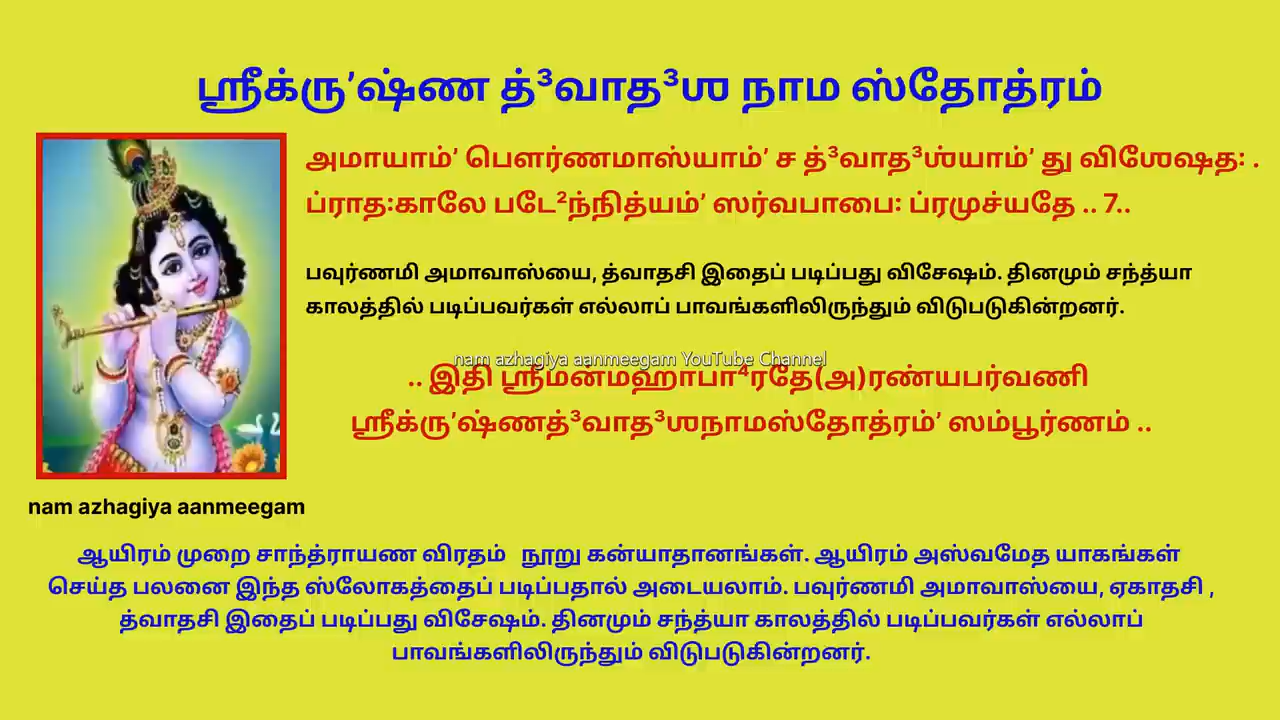 ஸ்ரீக்ரு’ஷ்ண த்³வாத³ஶ நாம ஸ்தோத்ரம்
அமாயாம்’ பௌர்ணமாஸ்யாம்’ ச த்³வாத³ஶ்யாம்’ து விஶேஷத꞉ .
ப்ராத꞉காலே படே²ந்நித்யம்’ ஸர்வபாபை꞉ ப்ரமுச்யதே .. 7..
பவுர்ணமி அமாவாஸ்யை, த்வாதசி இதைப் படிப்பது விசேஷம். தினமும் சந்த்யா
காலத்தில் படிப்பவர்கள் எல்லாப் பாவங்களிலிருந்தும் விடுபடுகின்றனர்.
nam azhagiya aanmeegam YouTube Channel
.. இதி ஸ்ரீமன்மஹாபா⁴ரதே(அ)ரண்யபர்வணி
ஸ்ரீக்ரு’ஷ்ணத்³வாத³ஶநாமஸ்தோத்ரம்’ ஸம்பூர்ணம் ..
nam azhagiya aanmeegam
ஆயிரம் முறை சாந்த்ராயண விரதம் நூறு கன்யாதானங்கள். ஆயிரம் அஸ்வமேத யாகங்கள்
செய்த பலனை இந்த ஸ்லோகத்தைப் படிப்பதால் அடையலாம். பவுர்ணமி அமாவாஸ்யை, ஏகாதசி ,
த்வாதசி இதைப் படிப்பது விசேஷம். தினமும் சந்த்யா காலத்தில் படிப்பவர்கள் எல்லாப்
பாவங்களிலிருந்தும் விடுபடுகின்றனர்.